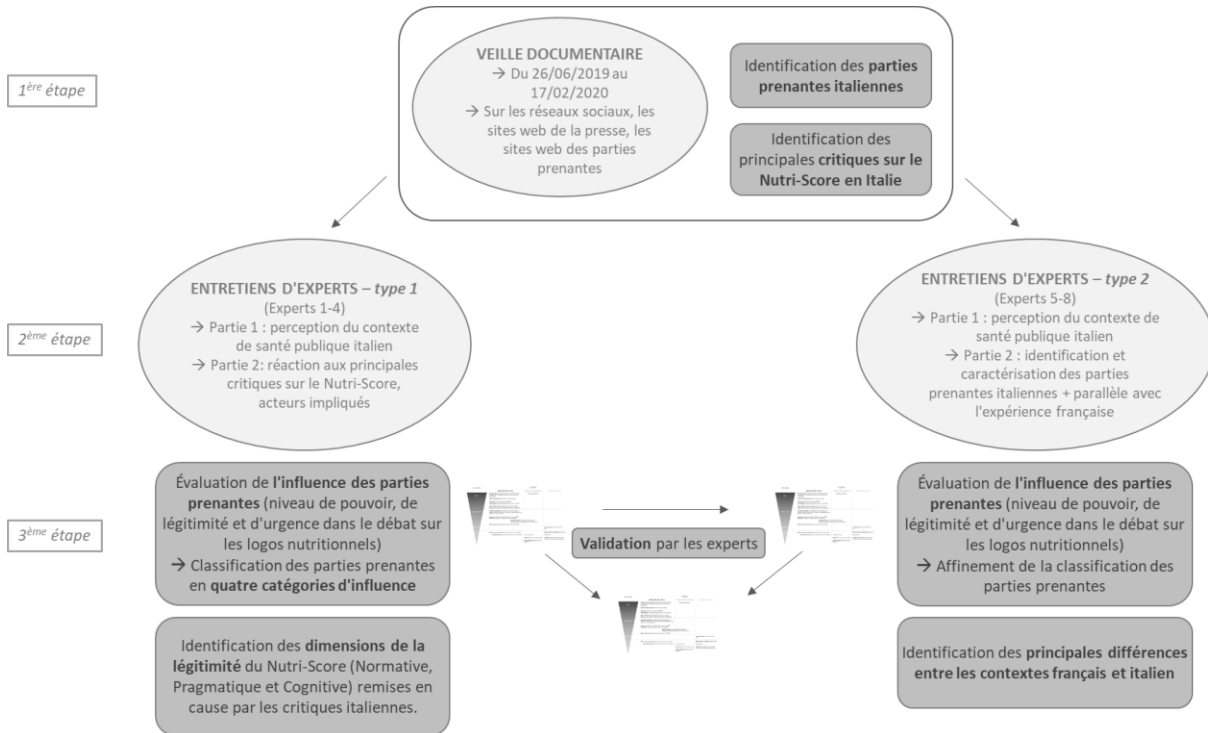 1ère étape
VEILLE DOCUMENTAIRE
→ Du 26/06/2019 au
17/02/2020
→ Sur les réseaux sociaux, les
sites web de la presse, les
sites web des parties
prenantes
Identification des parties
prenantes italiennes
Identification des
principales critiques sur le
Nutri-Score en Italie
2ème étape
ENTRETIENS D'EXPERTS – type 1
(Experts 1-4)
→ Partie 1 : perception du contexte
de santé publique italien
→ Partie 2: réaction aux principales
critiques sur le Nutri-Score,
acteurs impliqués
ENTRETIENS D'EXPERTS – type 2
(Experts 5-8)
→ Partie 1 : perception du contexte de
santé publique italien
→ Partie 2 : identification et
caractérisation des parties
prenantes italiennes + parallèle avec
l'expérience française
3ème étape
Évaluation de l'influence des parties
prenantes (niveau de pouvoir, de
légitimité et d'urgence dans le débat sur
les logos nutritionnels)
→ Classification des parties prenantes
en quatre catégories d'influence
Validation par les experts
Évaluation de l'influence des parties
prenantes (niveau de pouvoir, de
légitimité et d'urgence dans le débat sur
les logos nutritionnels)
→ Affinement de la classification des
parties prenantes
Identification des dimensions de la
légitimité du Nutri-Score (Normative,
Pragmatique et Cognitive) remises en
cause par les critiques italiennes.
Identification des principales différences
entre les contextes français et italien